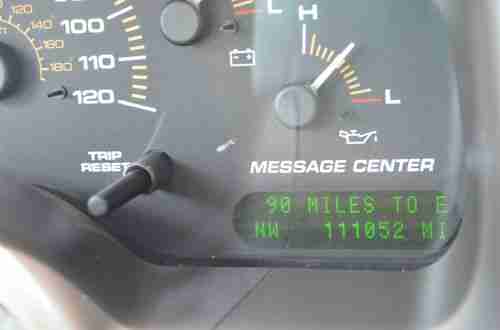 120
140
160
180
100
110
120
L
H
L
TRIP
RESET
MESSAGE CENTER
90 MILES TO E
NW 111052 MI